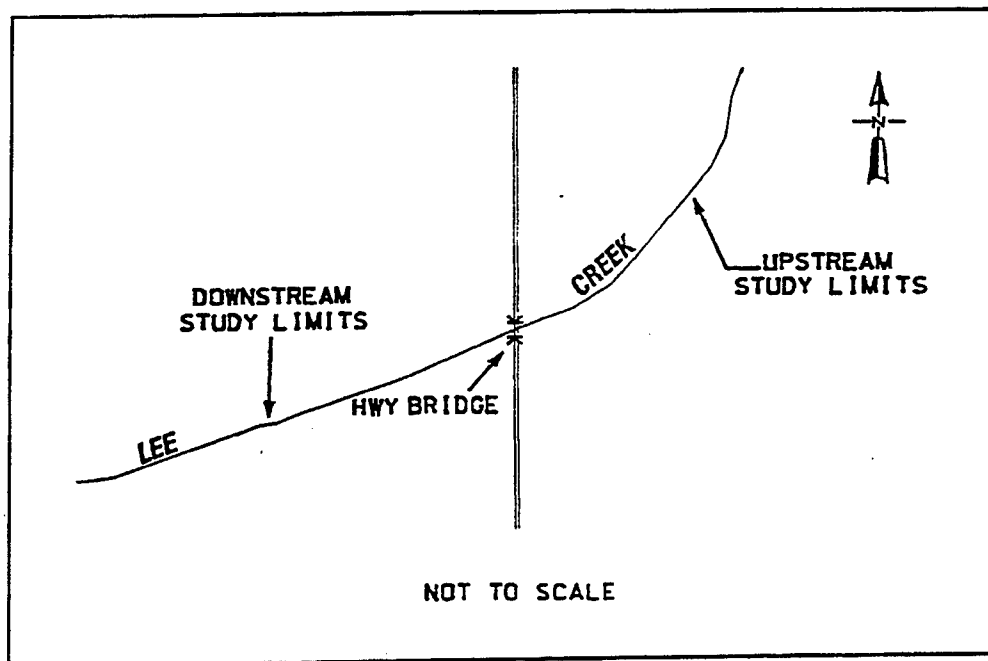 N
CREEK
UPSTREAM
STUDY LIMITS
DOWNSTREAM
STUDY LIMITS
HWY BRIDGE
LEE
NOT TO SCALE